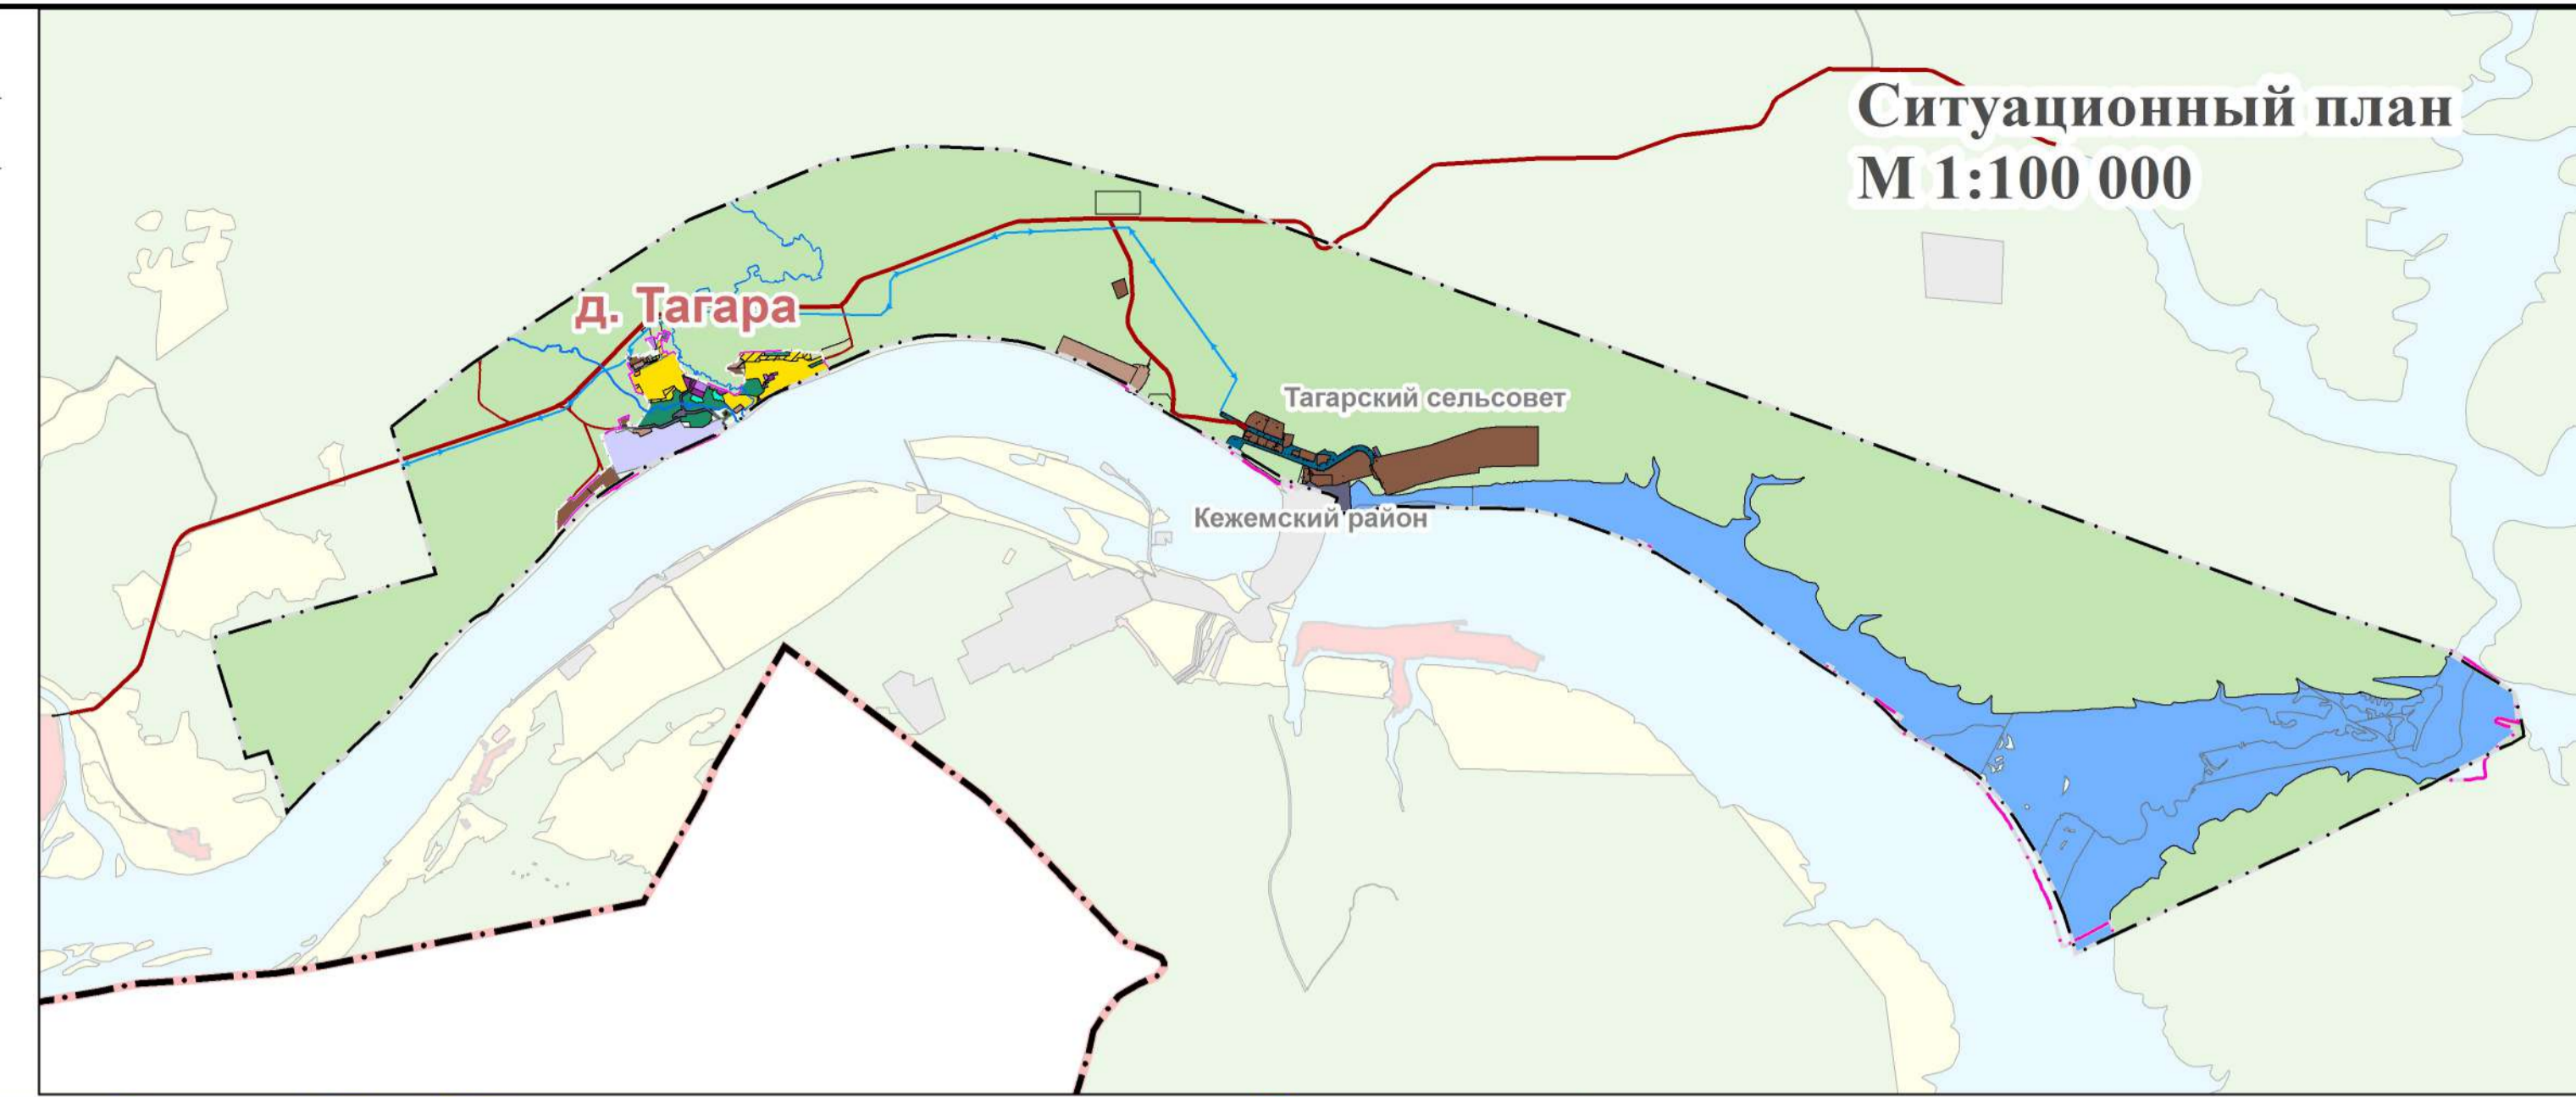 Ситуационный план
М 1:100 000
д. Тагара
Тагарский сельсовет
Кежемский район